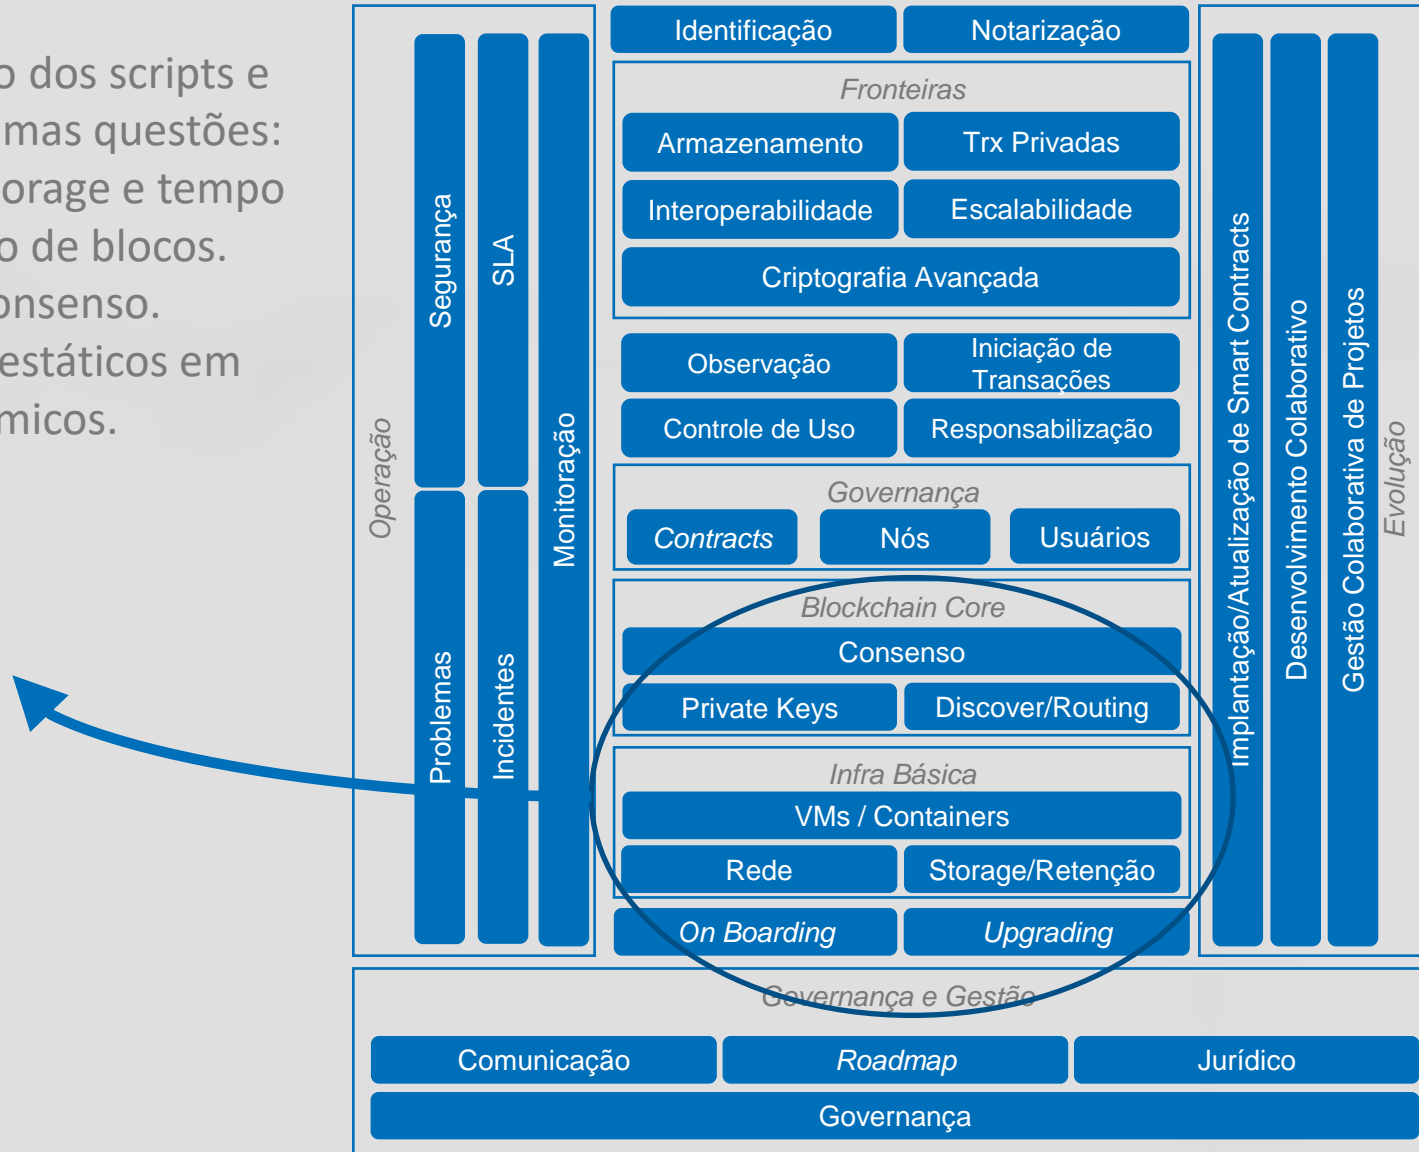 o dos scripts e
mas questões:
orage e tempo
o de blocos.
onsenso.
estáticos em
micos.
Operação
Segurança
SLA
Monitoração
Problemas
Incidentes
Identificação
Notarização
Fronteiras
Armazenamento
Trx Privadas
Interoperabilidade
Escalabilidade
Criptografia Avançada
Observação
Iniciação de
Transações
Controle de Uso
Responsabilização
Governança
Contracts
Nós
Usuários
Blockchain Core
Consenso
Private Keys
Discover/Routing
Infra Básica
VMs / Containers
Rede
Storage/Retenção
On Boarding
Upgrading
Implantação/Atualização de Smart Contracts
Desenvolvimento Colaborativo
Gestão Colaborativa de Projetos
Evolução
Governança e Gestão
Comunicação
Roadmap
Jurídico
Governança